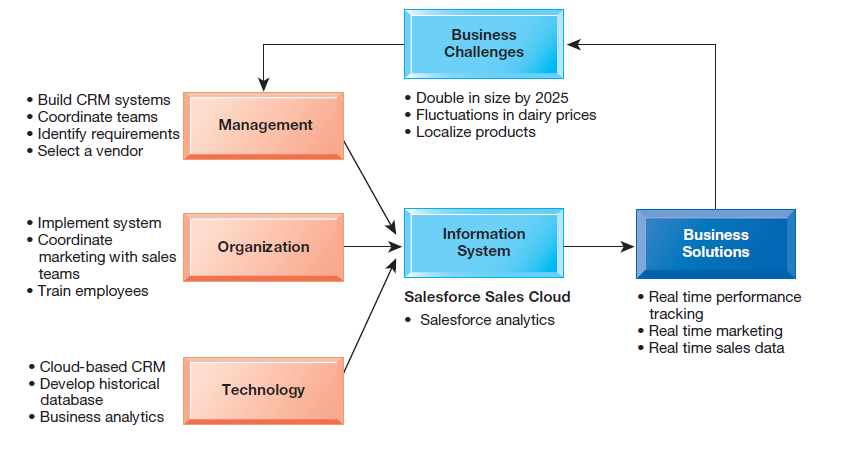 Business
Challenges
• Double in size by 2025
• Fluctuations in dairy prices
• Localize products
• Build CRM systems
• Coordinate teams
• Identify requirements
• Select a vendor
Management
• Implement system
• Coordinate
marketing with sales
teams
• Train employees
Organization
Information
System
Salesforce Sales Cloud
• Salesforce analytics
Business
Solutions
• Real time performance
tracking
• Real time marketing
• Real time sales data
• Cloud-based CRM
• Develop historical
database
• Business analytics
Technology